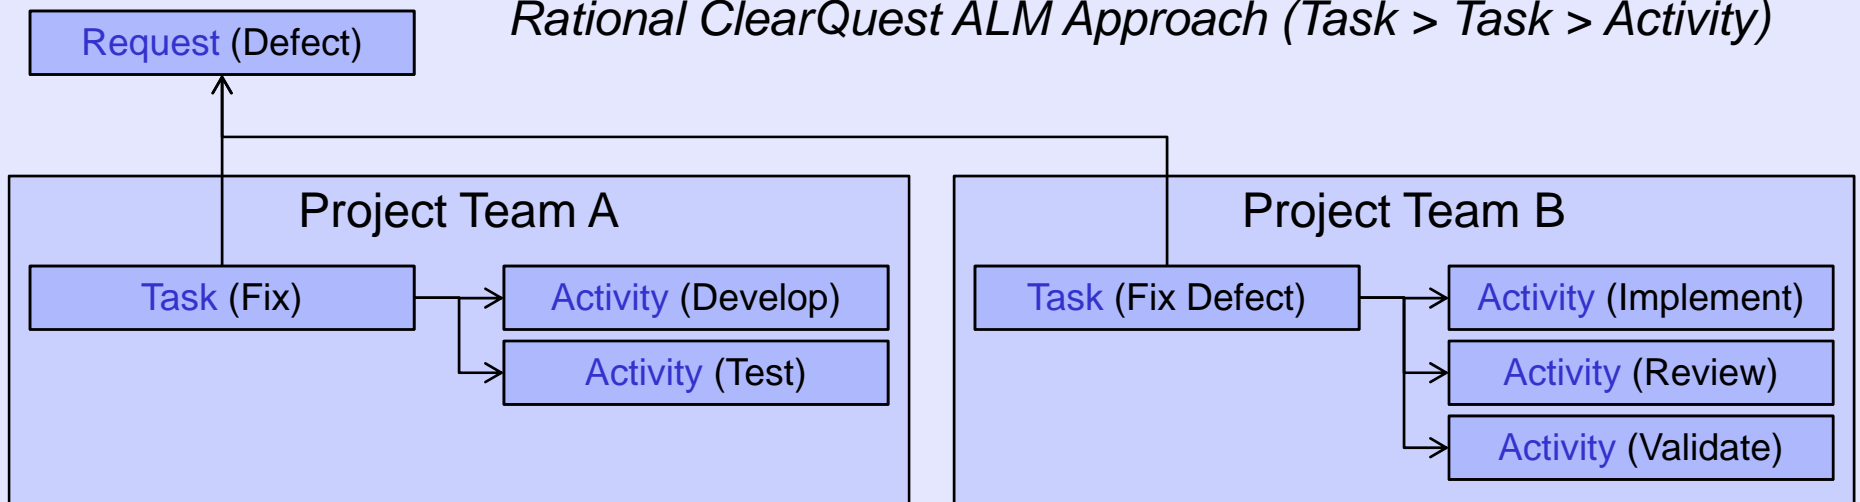 Rational ClearQuest ALM Approach (Task > Task > Activity)
Request (Defect)
Project Team A
Task (Fix)
Activity (Develop)
Activity (Test)
Project Team B
Task (Fix Defect)
Activity (Implement)
Activity (Review)
Activity (Validate)